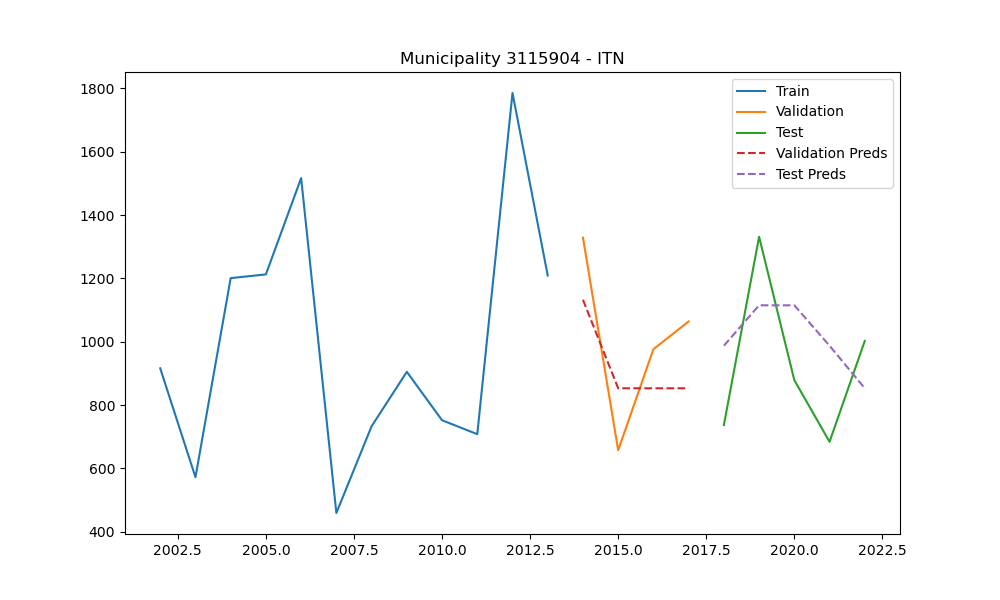 Municipality 3115904 - ITN
1800
1600
1400
1200
1000
800
600
400
Train
Validation
Test
Validation Preds
Test Preds
2002.5 2005.0 2007.5 2010.0 2012.5 2015.0 2017.5 2020.0 2022.5